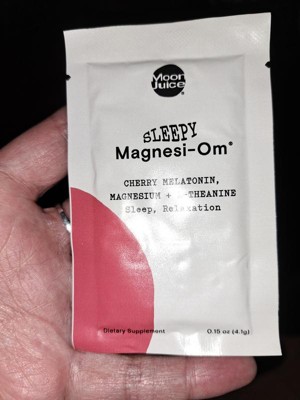 Moon
Juice
SLEEPY
Magnesi-Om®
CHERRY MELATONIN,
MAGNESIUM + -THEANINE
Sleep, Relaxation
Dietary Supplement 0.15 oz (4.1g)